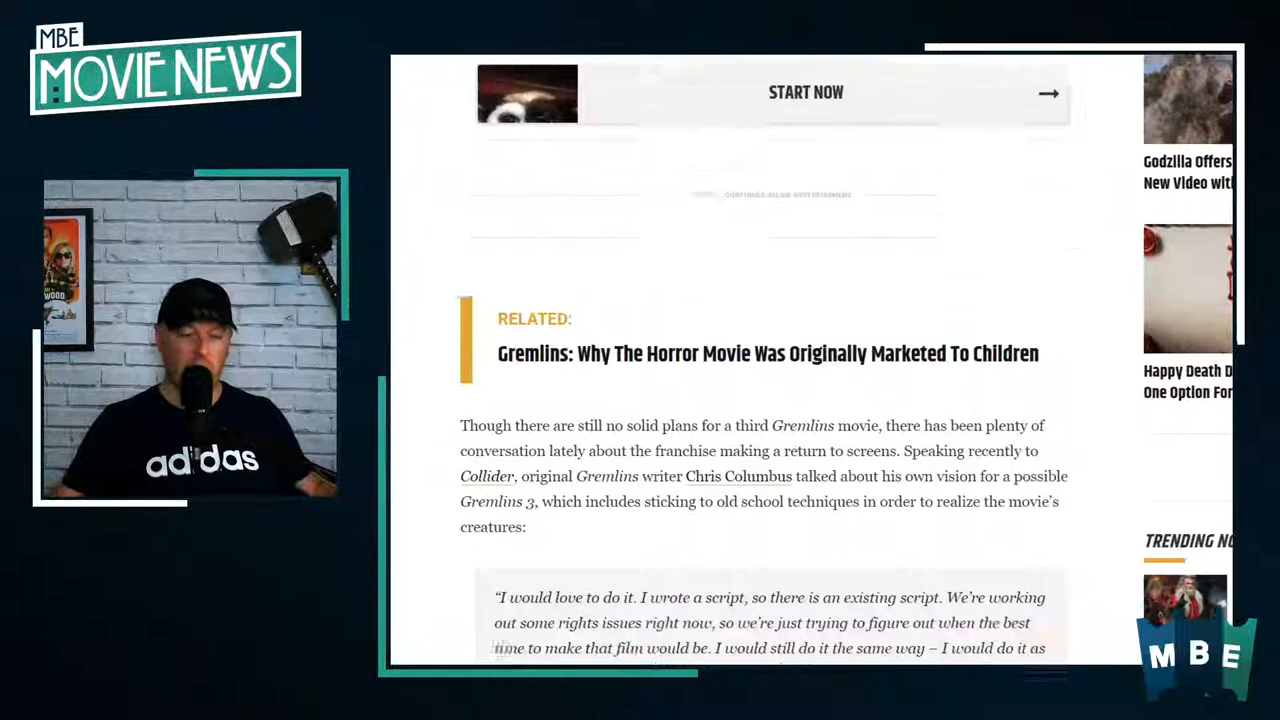 MBE
MOVIE NEWS
WOOD
adidas
START NOW
CONTINUES BELOW ADVERTISEMENT
RELATED:
Gremlins: Why The Horror Movie Was Originally Marketed To Children
Though there are still no solid plans for a third Gremlins movie, there has been plenty of
conversation lately about the franchise making a return to screens. Speaking recently to
Collider, original Gremlins writer Chris Columbus talked about his own vision for a possible
Gremlins 3, which includes sticking to old school techniques in order to realize the movie’s
creatures:
“I would love to do it. I wrote a script, so there is an existing script. We’re working
out some rights issues right now, so we’re just trying to figure out when the best
time to make that film would be. I would still do it the same way – I would do it as
Godzilla Offers
New Video wit
Happy Death D
One Option For
TRENDING NO
MBE